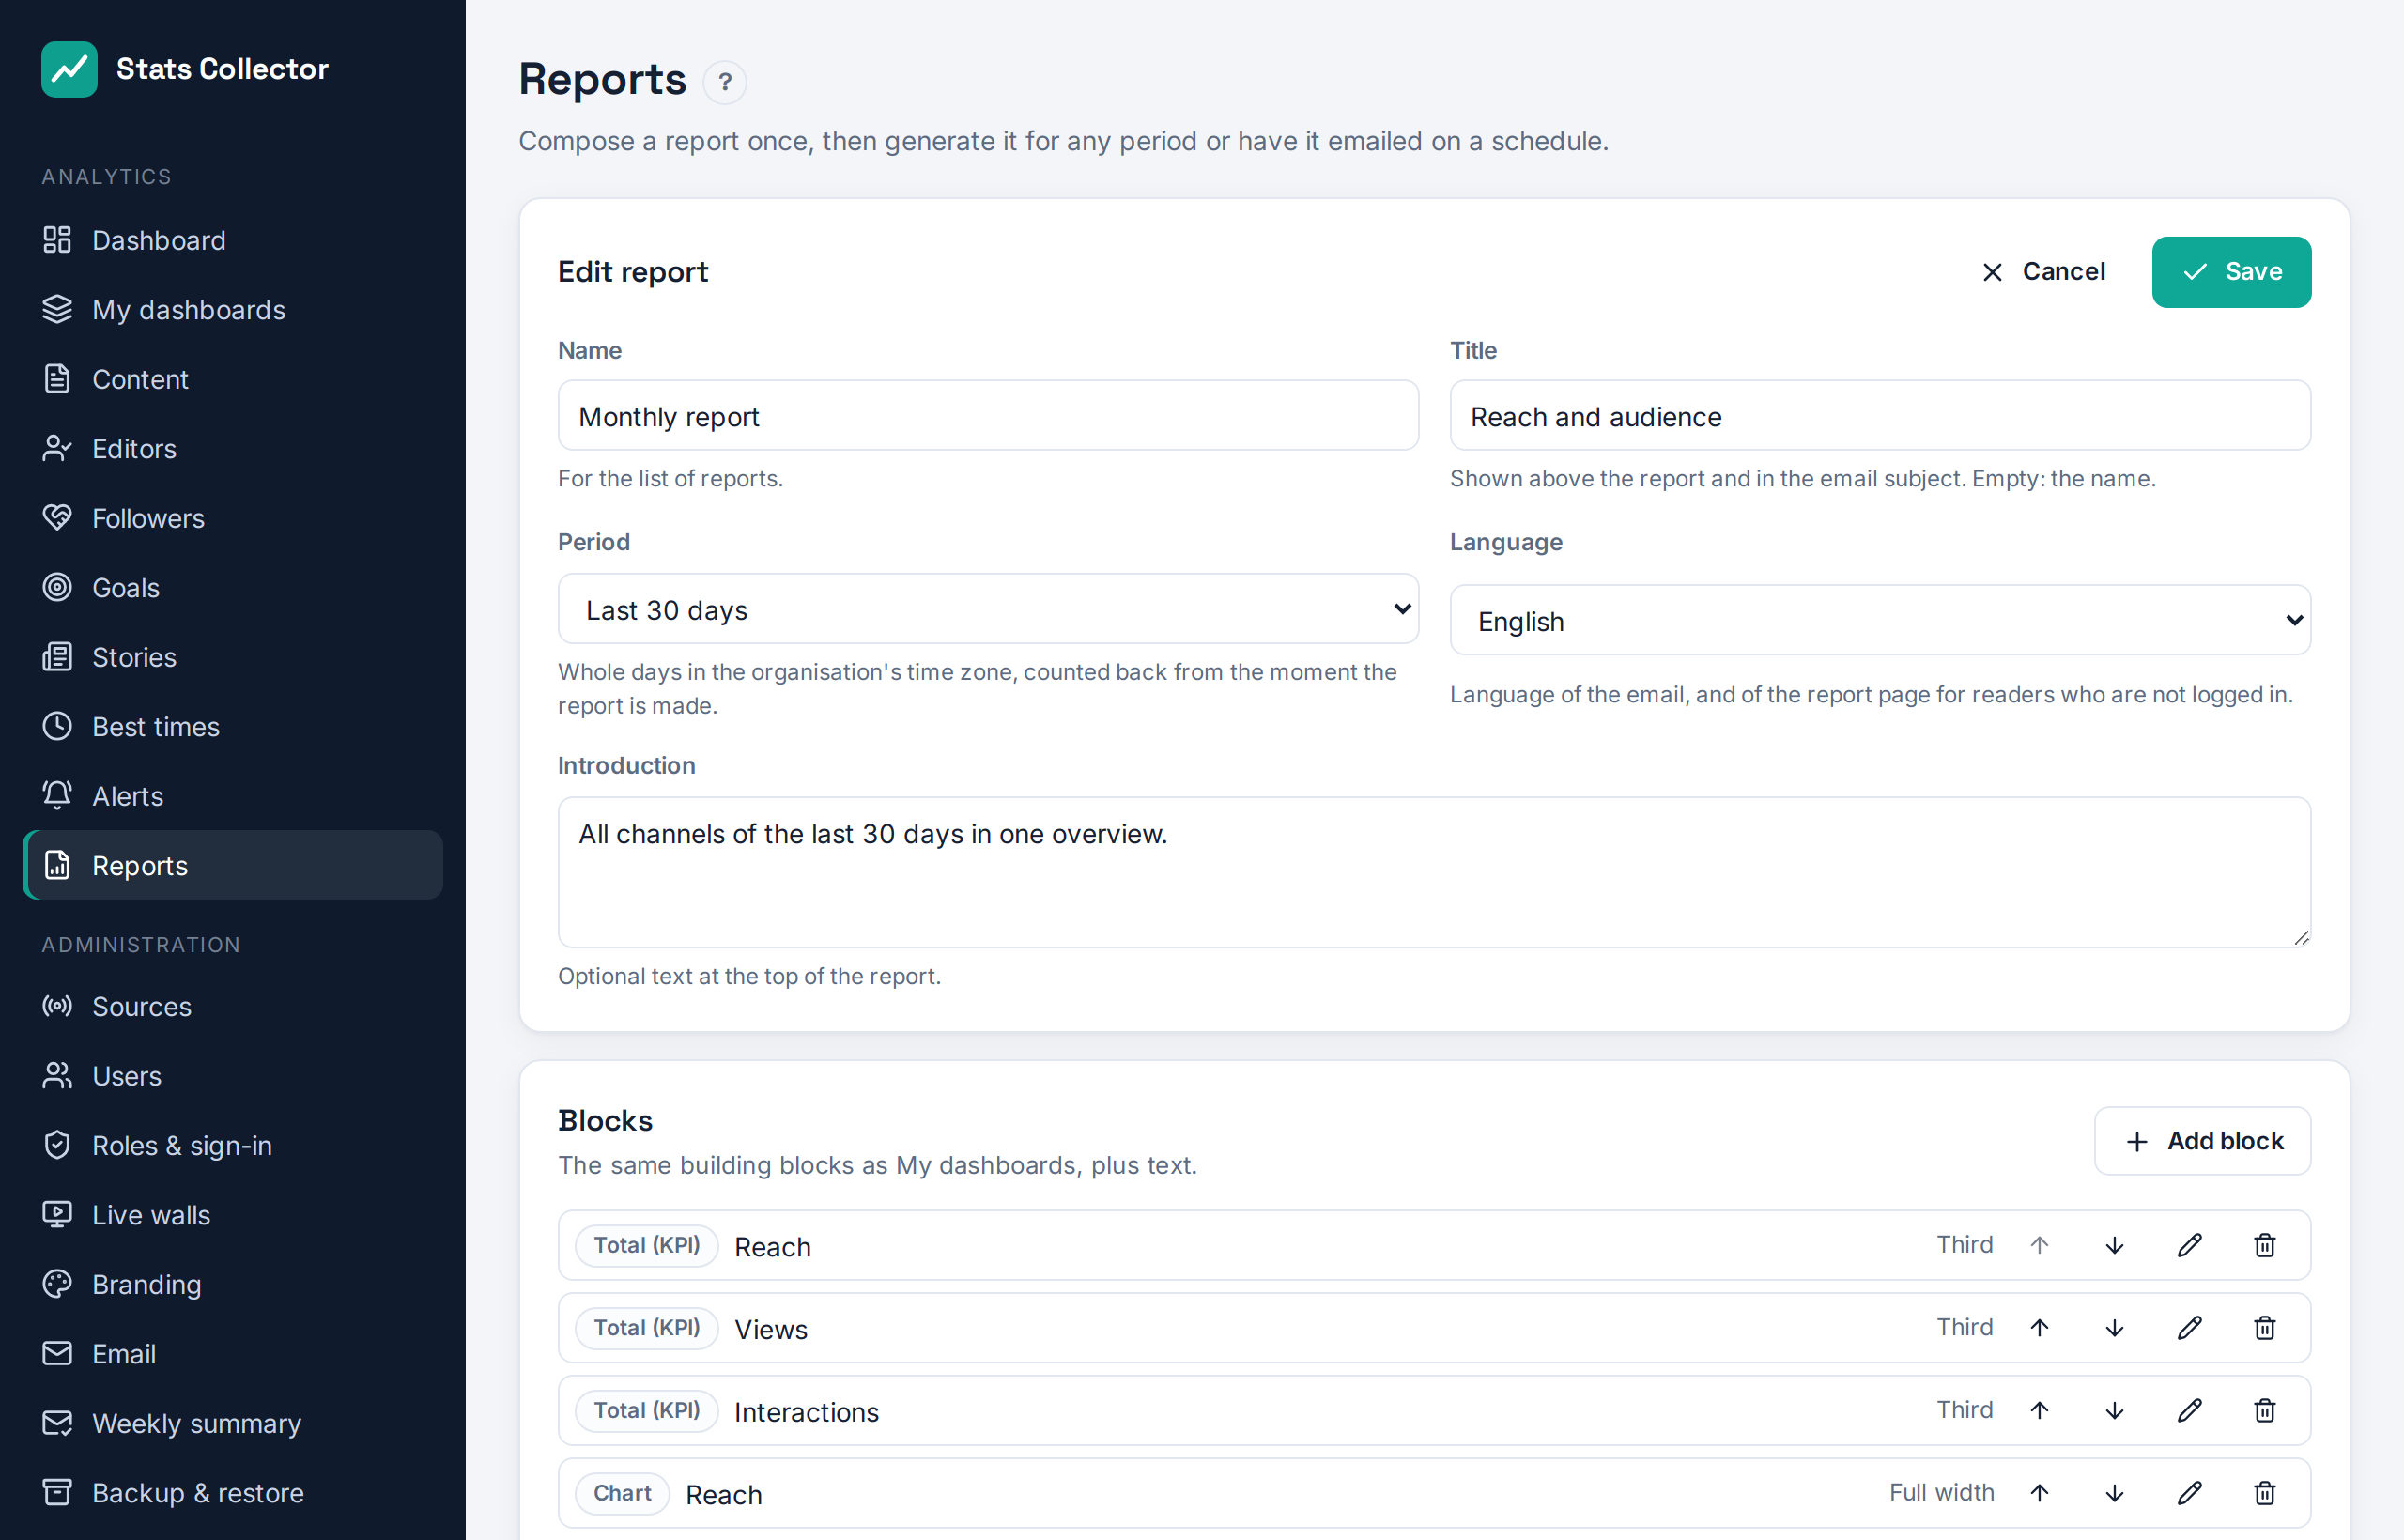 Stats Collector
ANALYTICS
Dashboard
My dashboards
Content
Editors
Followers
Goals
Stories
Best times
Alerts
Reports
ADMINISTRATION
Sources
Users
Roles & sign-in
Live walls
Branding
Email
Weekly summary
Backup & restore
Reports ?
Compose a report once, then generate it for any period or have it emailed on a schedule.
Edit report
Cancel
Save
Name
Monthly report
For the list of reports.
Title
Reach and audience
Shown above the report and in the email subject. Empty: the name.
Period
Last 30 days
Whole days in the organisation's time zone, counted back from the moment the
report is made.
Language
English
Language of the email, and of the report page for readers who are not logged in.
Introduction
All channels of the last 30 days in one overview.
Optional text at the top of the report.
Blocks
The same building blocks as My dashboards, plus text.
Add block
Total (KPI) Reach Third
Total (KPI) Views Third
Total (KPI) Interactions Third
Chart Reach Full width